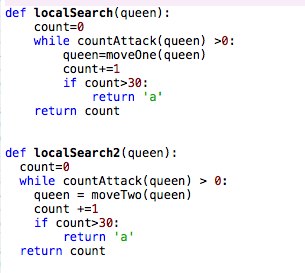 def localSearch(queen):
    count=0
    while countAttack(queen) >0:
        queen=moveOne(queen)
        count+=1
        if count>30:
            return 'a'
    return count

def localSearch2(queen):
  count=0
  while countAttack(queen) > 0:
    queen = moveTwo(queen)
    count +=1
    if count>30:
        return 'a'
  return count